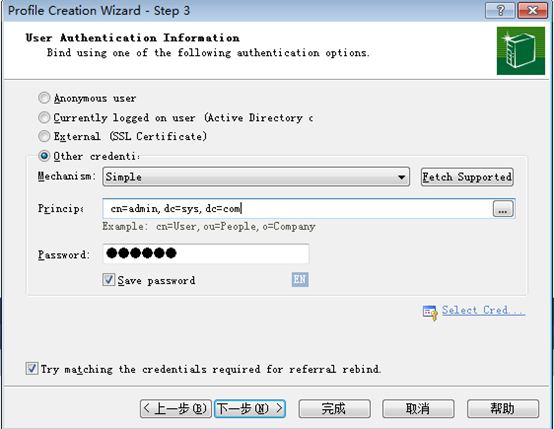 Profile Creation Wizard - Step 3
User Authentication Information
Bind using one of the following authentication options.
Anonymous user
Currently logged on user (Active Directory c
External (SSL Certificate)
Other credenti
Mechanism: Simple Fetch Supported
Princip: cn=admin,dc=sys,dc=com ...
Example: cn=User,ou=People,o=Company
Password: ●●●●●●
Save password EN
Select Cred...
Try matching the credentials required for referral rebind.
< 上一步(B) 下一步(N) > 完成 取消 帮助